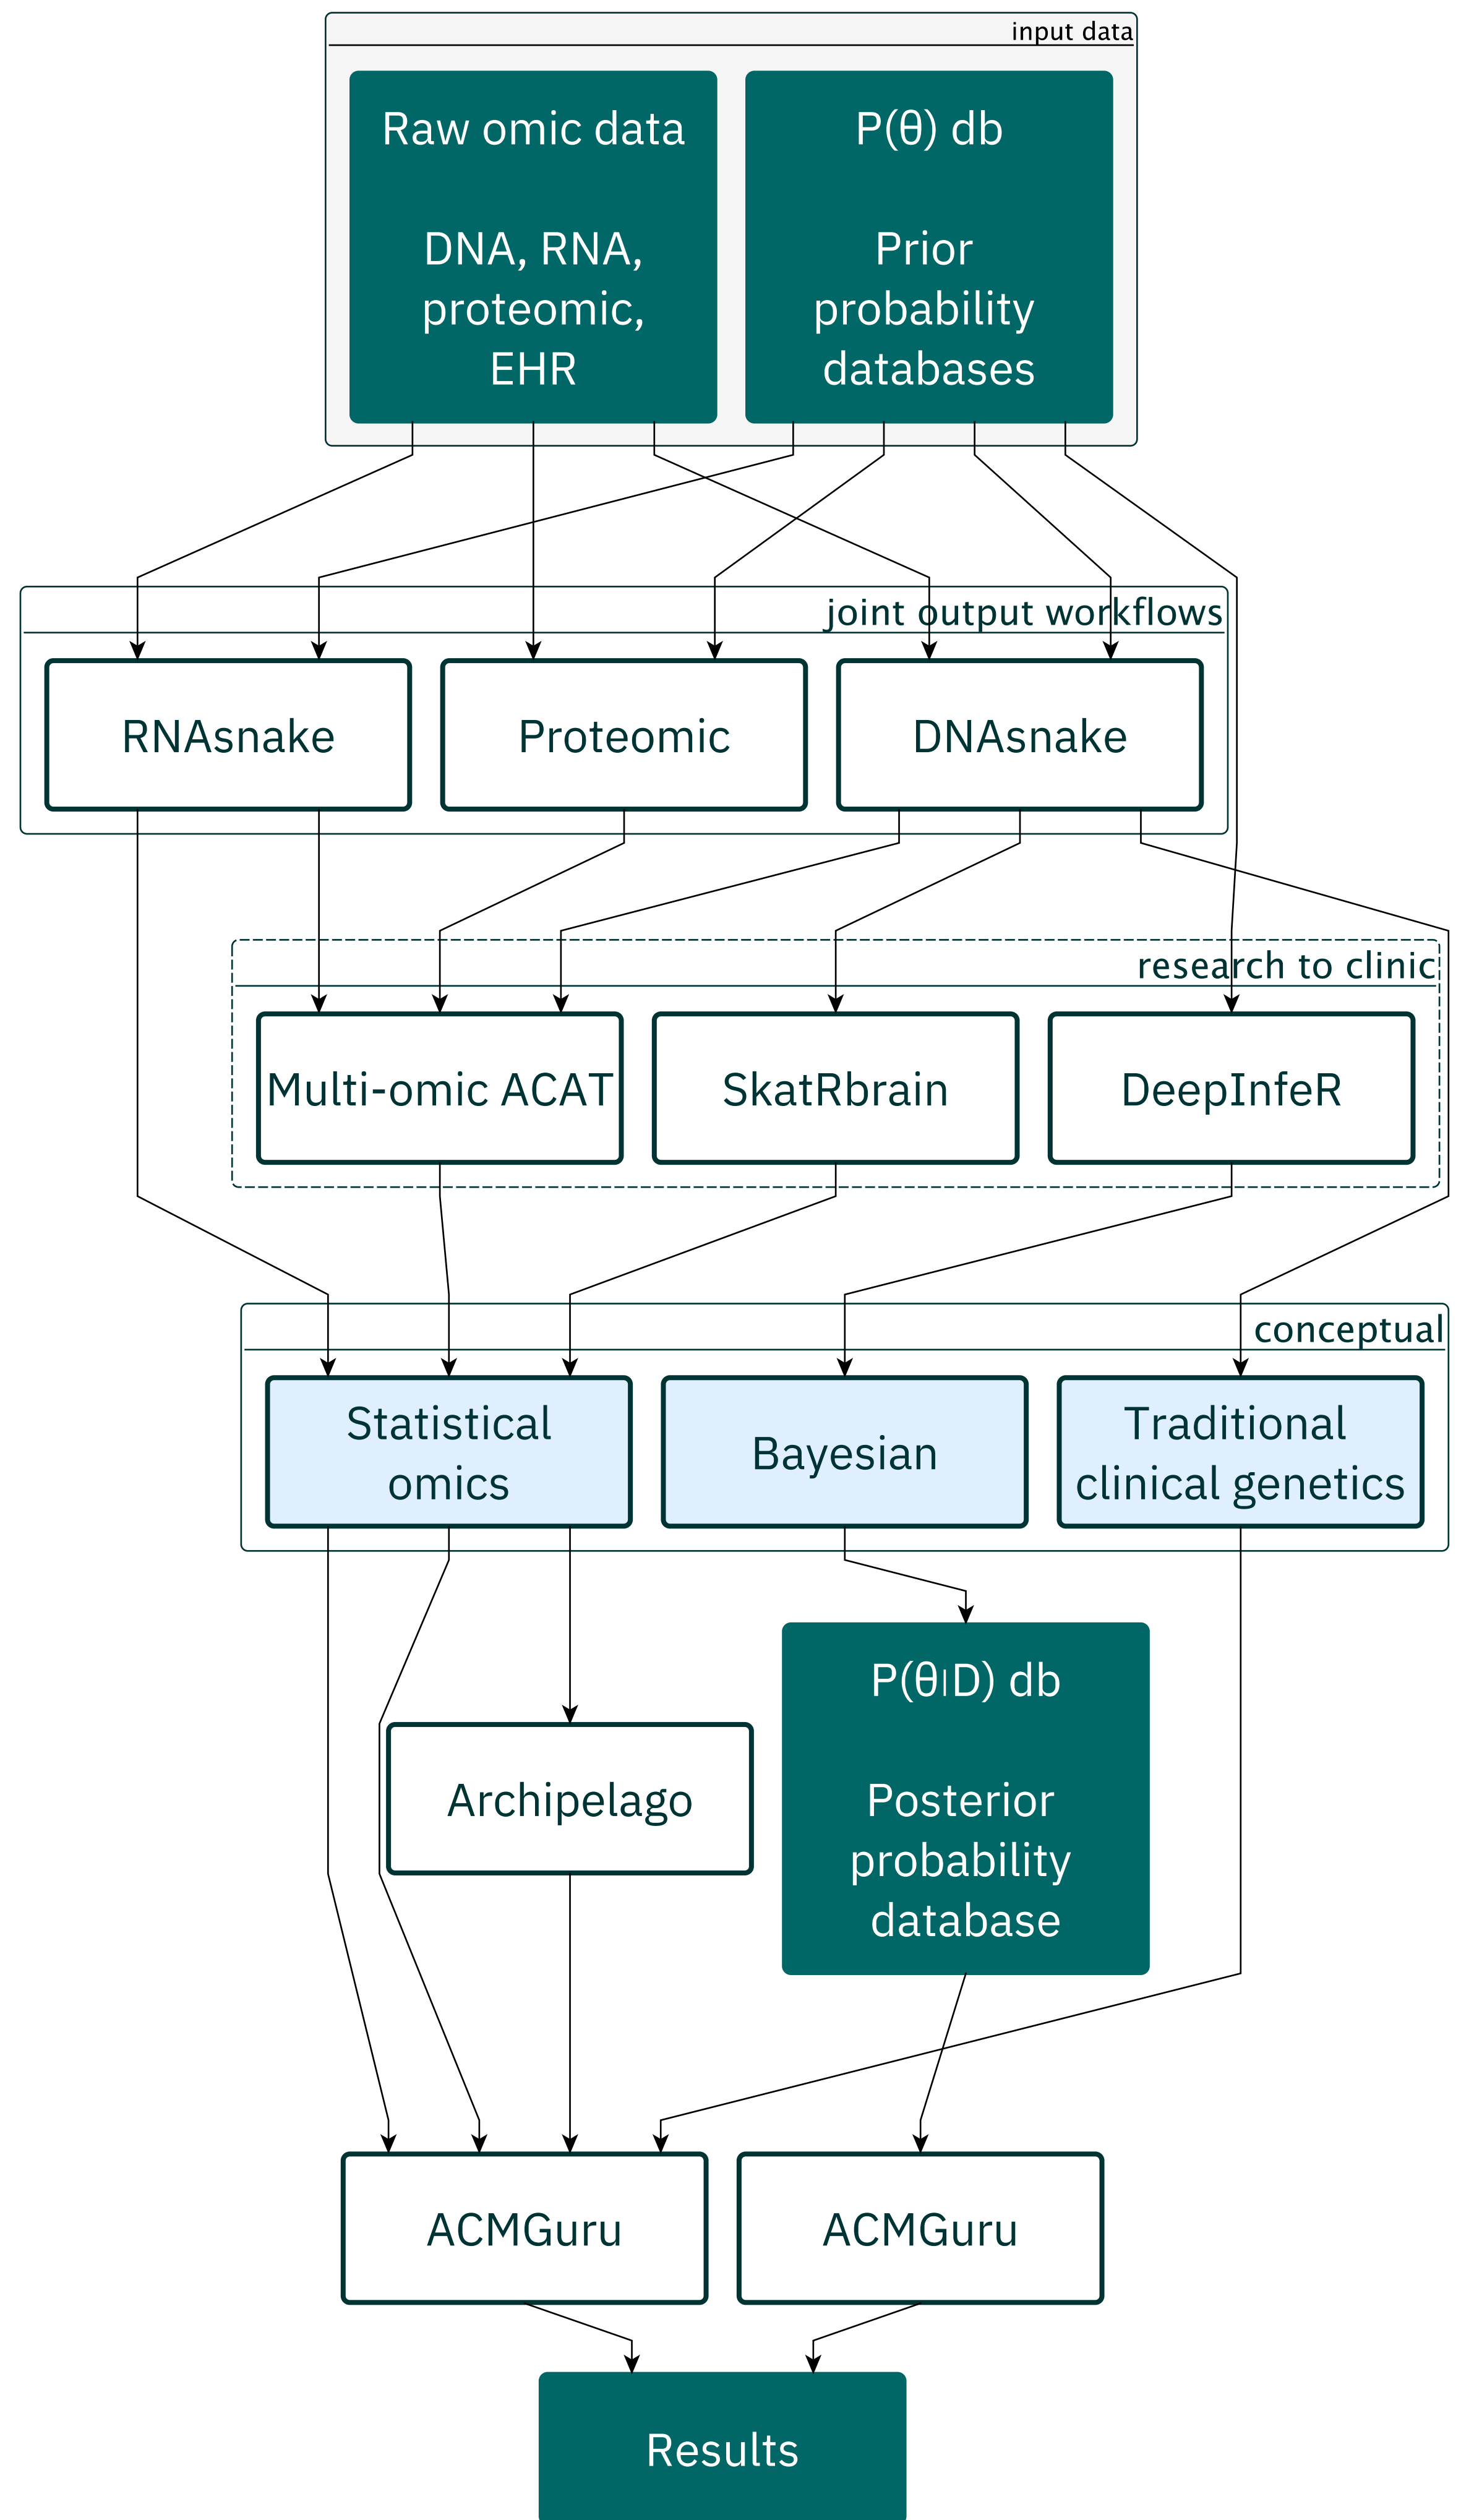 input data
Raw omic data
DNA, RNA,
proteomic,
EHR
P(θ) db
Prior
probability
databases
joint output workflows
RNAsnake
Proteomic
DNAsnake
research to clinic
Multi-omic ACAT
SkatRbrain
DeepInfeR
conceptual
Statistical
omics
Bayesian
Traditional
clinical genetics
P(θ|D) db
Posterior
probability
database
Archipelago
ACMGuru
ACMGuru
Results